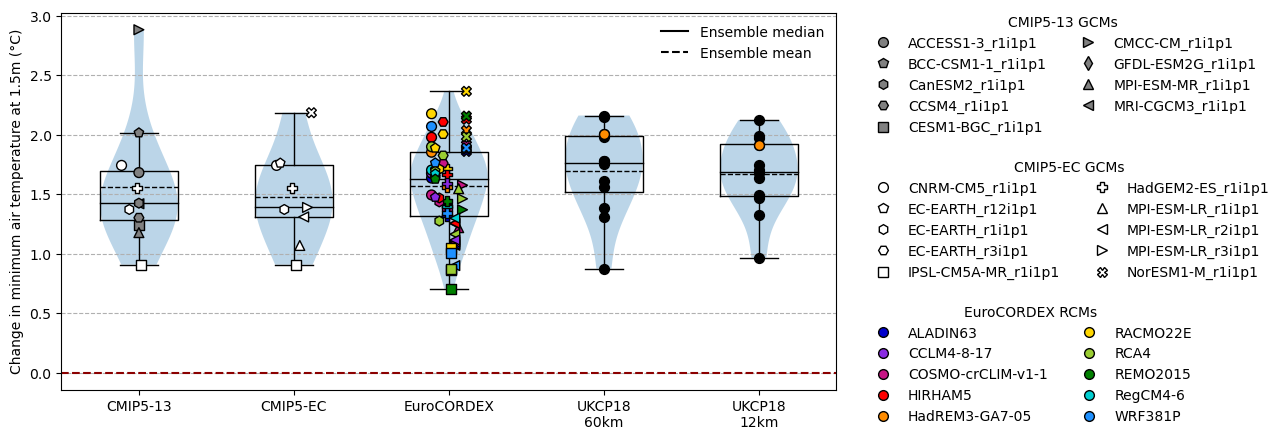 Change in minimum air temperature at 1.5m (°C)
3.0
2.5
2.0
1.5
1.0
0.5
0.0
Ensemble median
Ensemble mean
CMIP5-13
CMIP5-EC
EuroCORDEX
UKCP18
60km
UKCP18
12km
CMIP5-13 GCMs
ACCESS1-3_r1i1p1
BCC-CSM1-1_r1i1p1
CanESM2_r1i1p1
CCSM4_r1i1p1
CESM1-BGC_r1i1p1
CMCC-CM_r1i1p1
GFDL-ESM2G_r1i1p1
MPI-ESM-MR_r1i1p1
MRI-CGCM3_r1i1p1
CMIP5-EC GCMs
CNRM-CM5_r1i1p1
EC-EARTH_r12i1p1
EC-EARTH_r1i1p1
EC-EARTH_r3i1p1
IPSL-CM5A-MR_r1i1p1
HadGEM2-ES_r1i1p1
MPI-ESM-LR_r1i1p1
MPI-ESM-LR_r2i1p1
MPI-ESM-LR_r3i1p1
NorESM1-M_r1i1p1
EuroCORDEX RCMs
ALADIN63
CCLM4-8-17
COSMO-crCLIM-v1-1
HIRHAM5
HadREM3-GA7-05
RACMO22E
RCA4
REMO2015
RegCM4-6
WRF381P